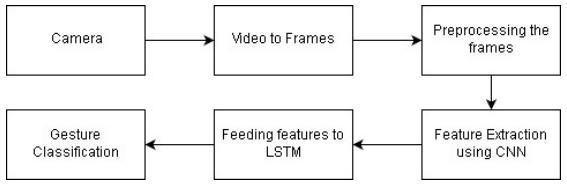 Camera
Video to Frames
Preprocessing the
frames
Feature Extraction
using CNN
Feeding features to
LSTM
Gesture
Classification